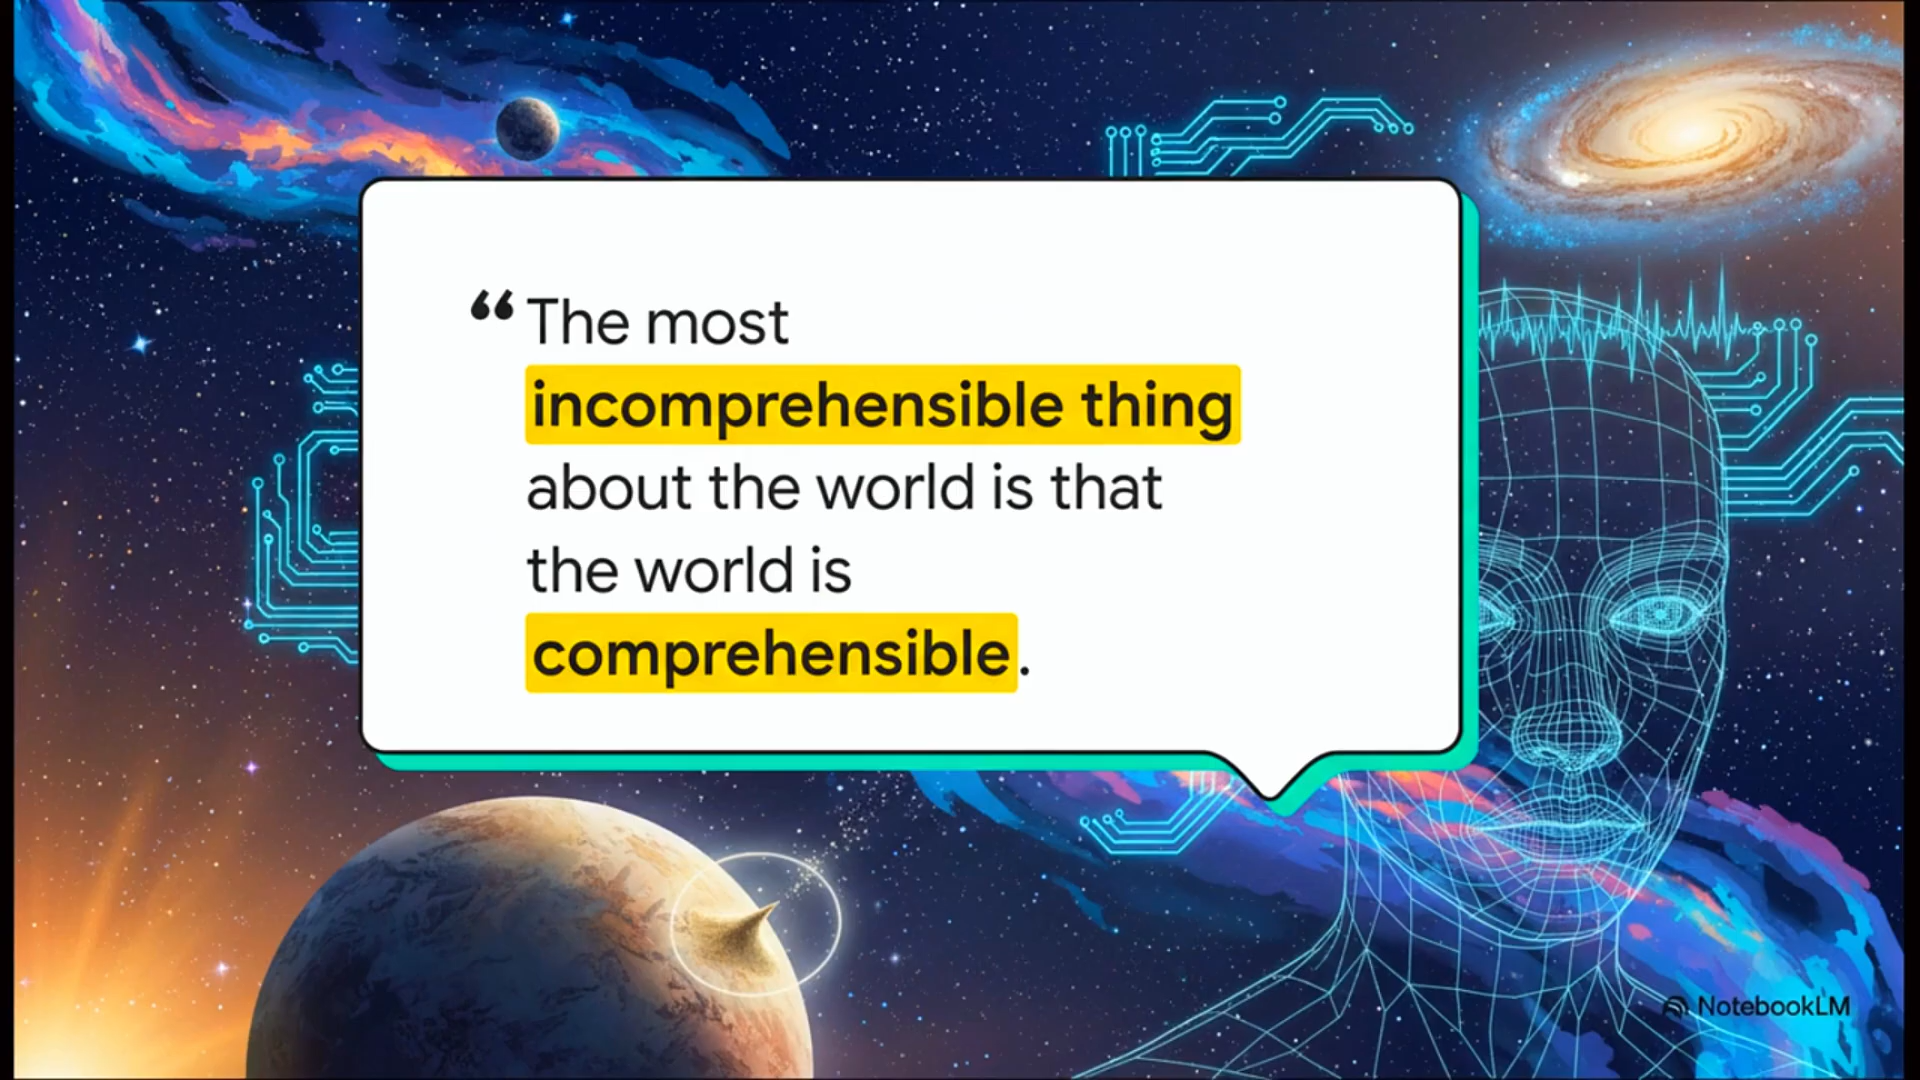 “The most
incomprehensible thing
about the world is that
the world is
comprehensible.
NotebookLM